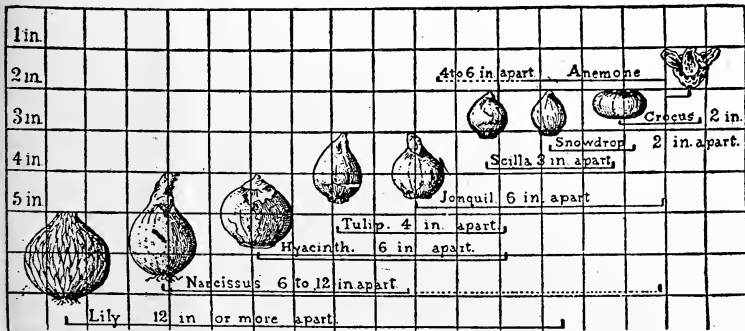 1 in.
2 in.
4 to 6 in. apart Anemone
3 in.
Crocus 2 in.
Snowdrop 2 in. apart.
4 in.
Scilla 3 in. apart
5 in.
Jonquil 6 in. apart
Tulip. 4 in. apart.
Hyacinth. 6 in. apart.
Narcissus 6 to 12 in apart.
Lily 12 in or more apart.